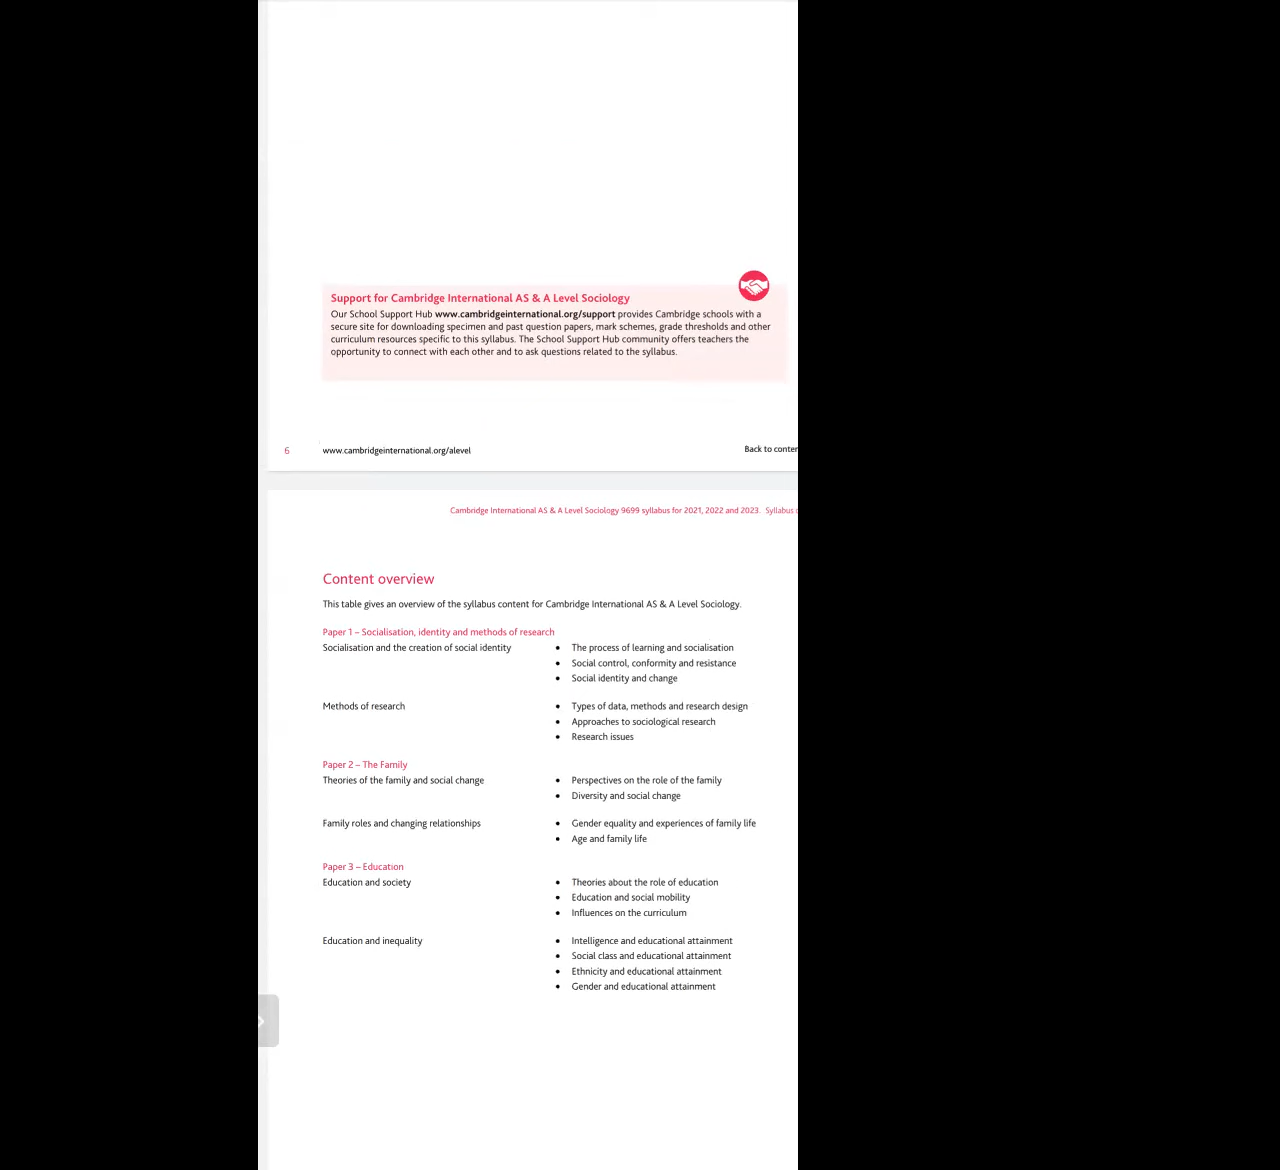 Support for Cambridge International AS & A Level Sociology
Our School Support Hub www.cambridgeinternational.org/support provides Cambridge schools with a
secure site for downloading specimen and past question papers, mark schemes, grade thresholds and other
curriculum resources specific to this syllabus. The School Support Hub community offers teachers the
opportunity to connect with each other and to ask questions related to the syllabus.
6 www.cambridgeinternational.org/alevel Back to
Cambridge International AS & A Level Sociology 9699 syllabus for 2021, 2022 and 2023. Syllabus
Content overview
This table gives an overview of the syllabus content for Cambridge International AS & A Level Sociology.
Paper 1 – Socialisation, identity and methods of research
Socialisation and the creation of social identity • The process of learning and socialisation
• Social control, conformity and resistance
• Social identity and change
Methods of research • Types of data, methods and research design
• Approaches to sociological research
• Research issues
Paper 2 – The Family
Theories of the family and social change • Perspectives on the role of the family
• Diversity and social change
Family roles and changing relationships • Gender equality and experiences of family life
• Age and family life
Paper 3 – Education
Education and society • Theories about the role of education
• Education and social mobility
• Influences on the curriculum
Education and inequality • Intelligence and educational attainment
• Social class and educational attainment
• Ethnicity and educational attainment
• Gender and educational attainment